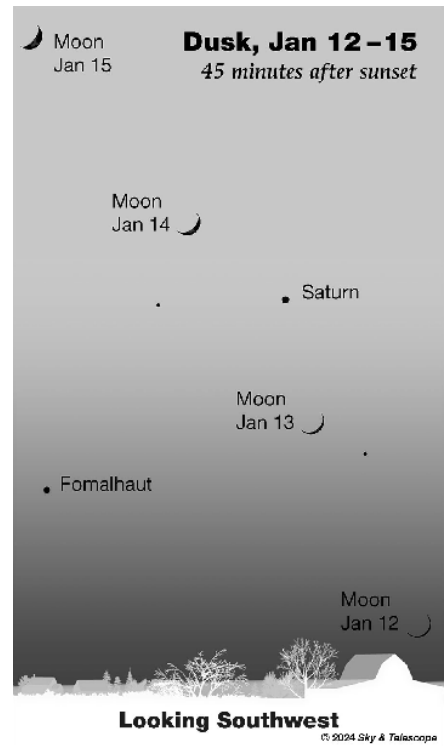 Dusk, Jan 12–15
45 minutes after sunset
Moon
Jan 15
Moon
Jan 14
Saturn
Moon
Jan 13
Fomalhaut
Moon
Jan 12
Looking Southwest
© 2024 Sky & Telescope